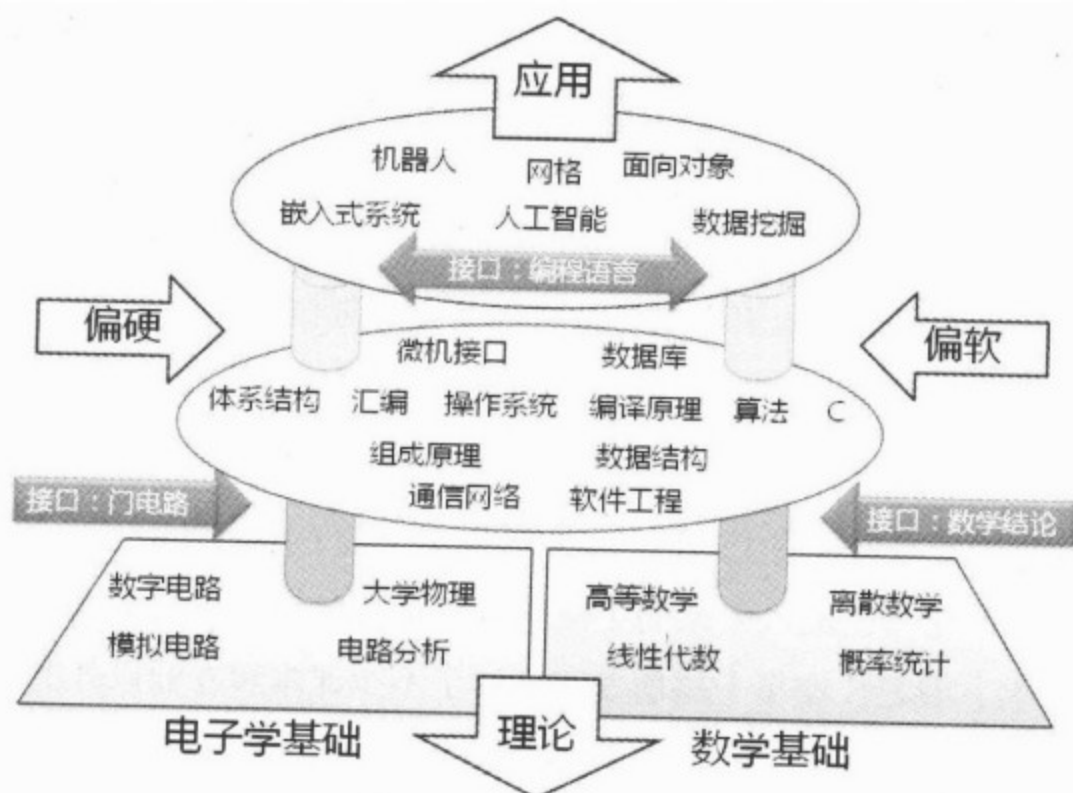 应用
机器人 网格 面向对象
嵌入式系统 人工智能 数据挖掘
接口：编程语言
偏硬 偏软
微机接口 数据库
体系结构 汇编 操作系统 编译原理 算法 C
组成原理 数据结构
通信网络 软件工程
接口：门电路 接口：数学结论
数字电路 大学物理 高等数学 离散数学
模拟电路 电路分析 线性代数 概率统计
电子学基础 理论 数学基础